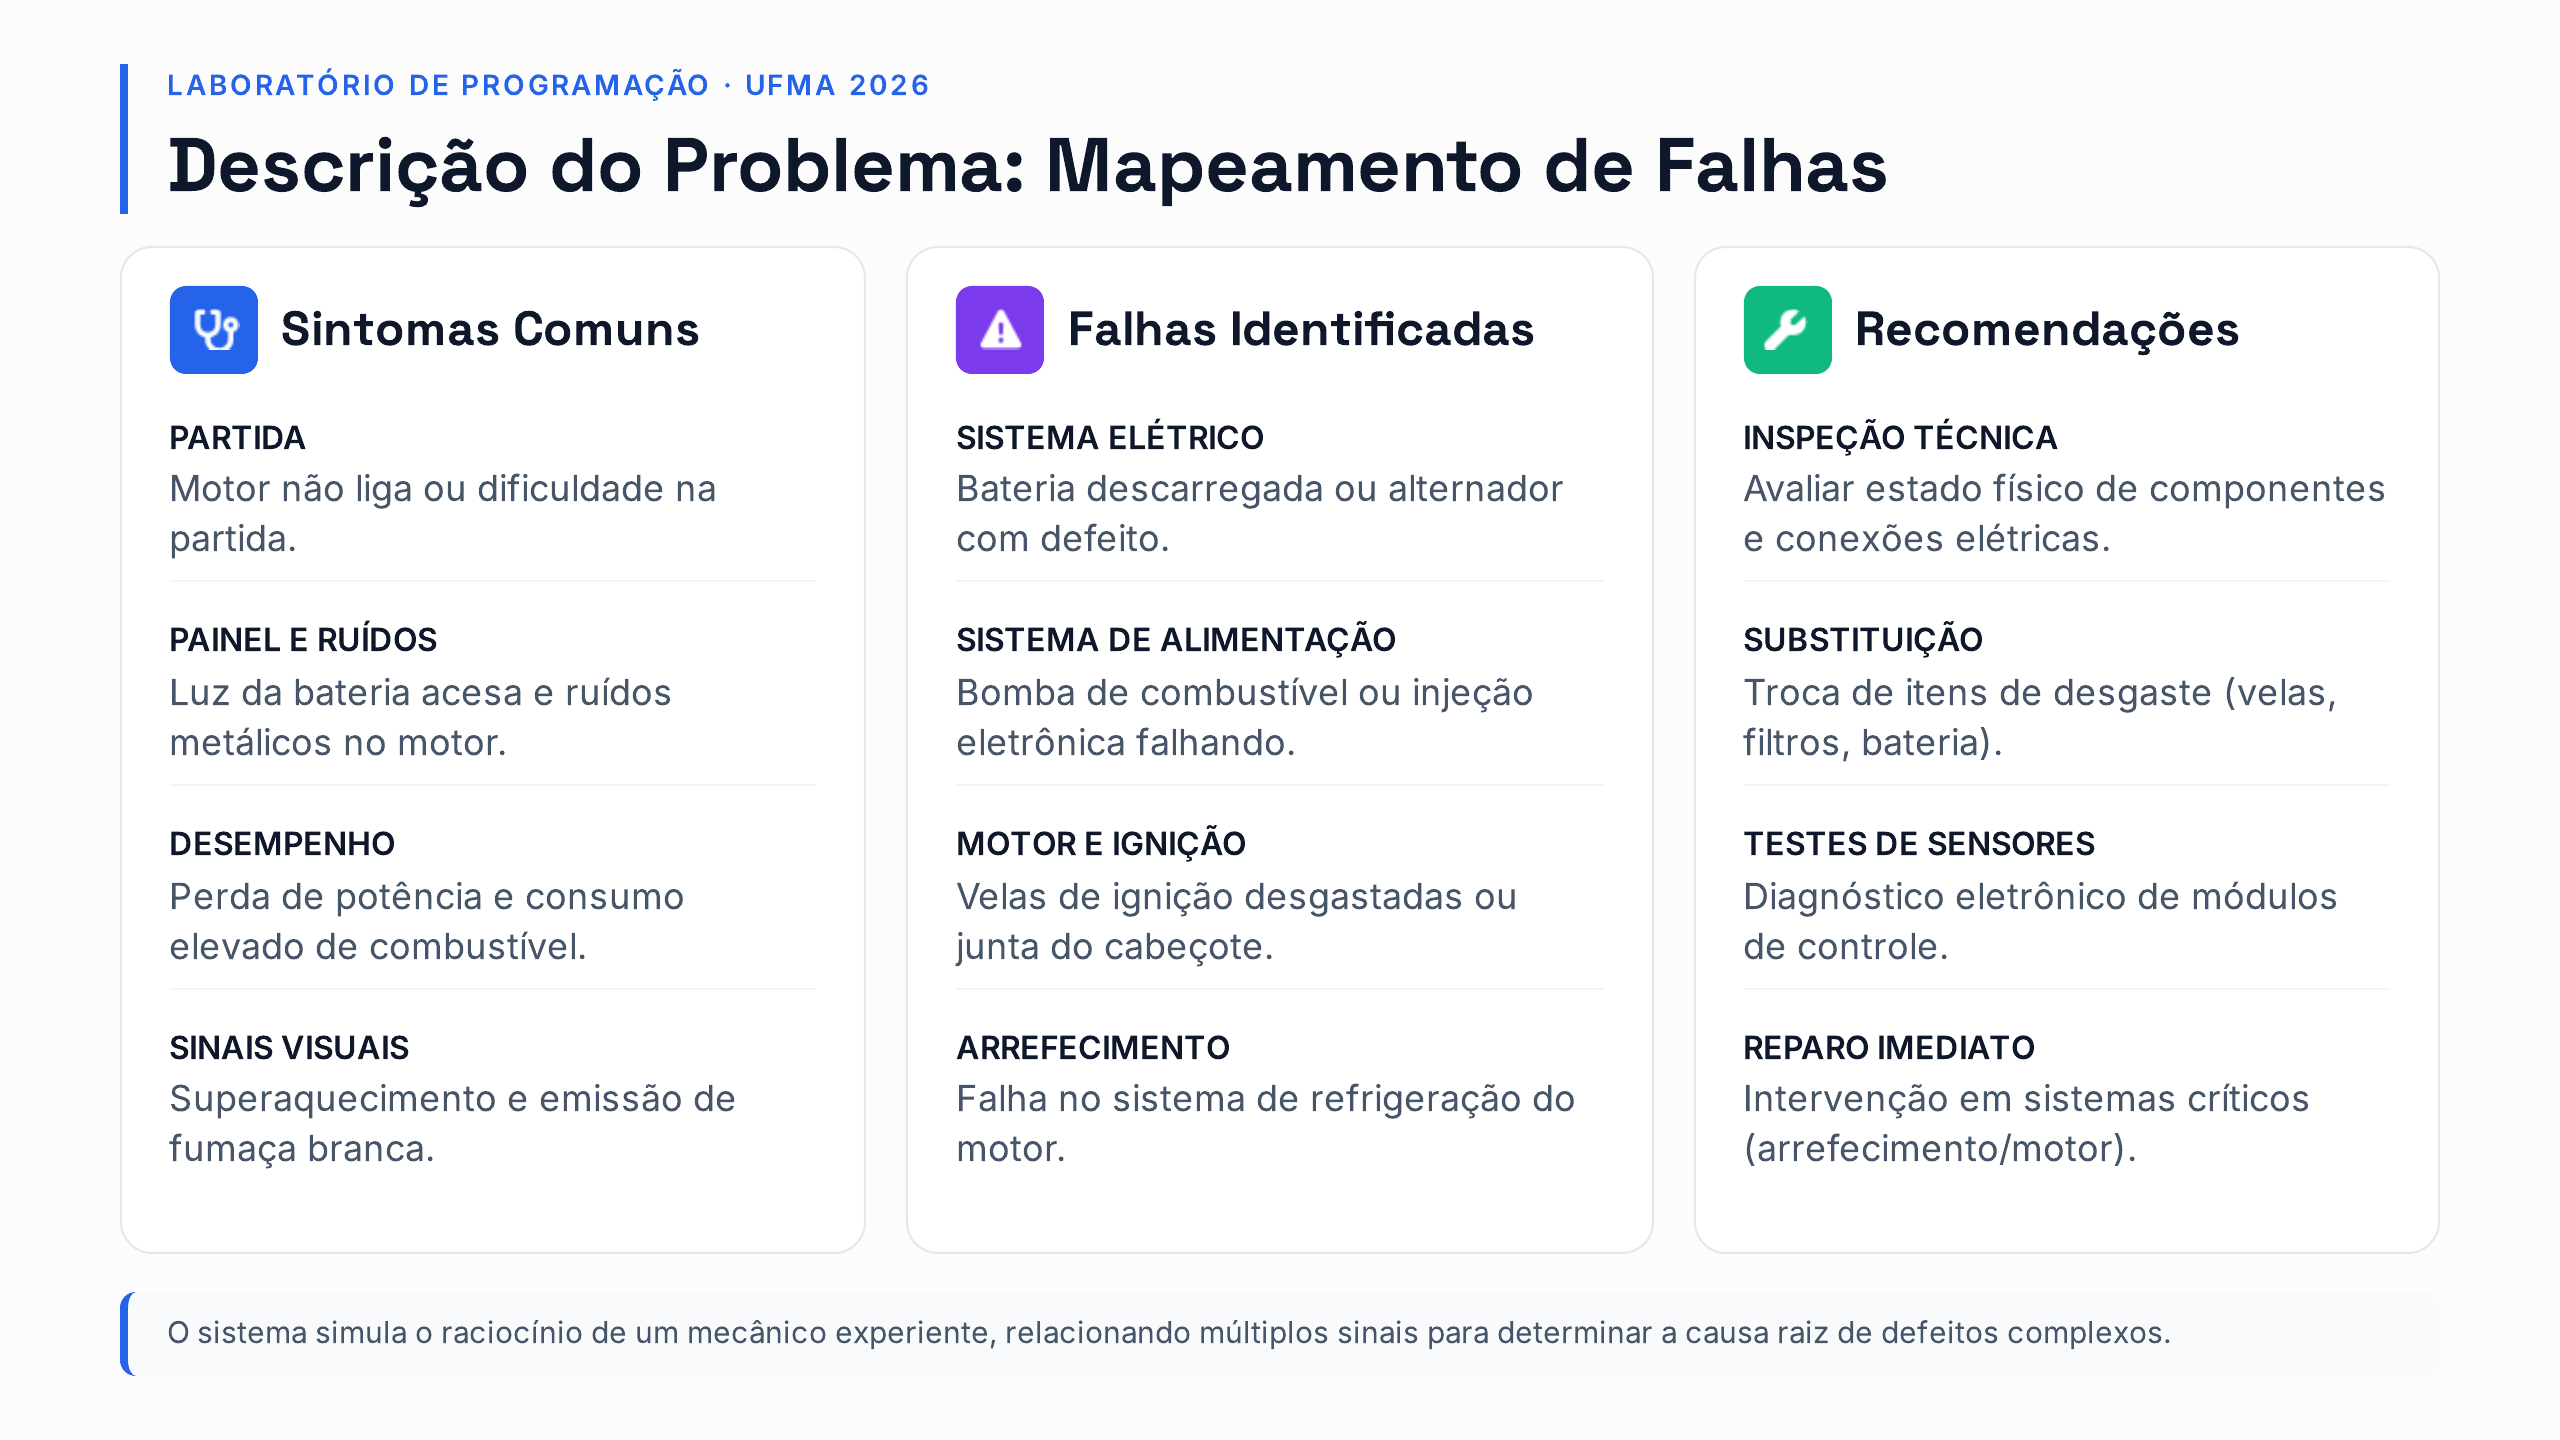 LABORATÓRIO DE PROGRAMAÇÃO · UFMA 2026
Descrição do Problema: Mapeamento de Falhas
Sintomas Comuns
PARTIDA
Motor não liga ou dificuldade na
partida.
PAINEL E RUÍDOS
Luz da bateria acesa e ruídos
metálicos no motor.
DESEMPENHO
Perda de potência e consumo
elevado de combustível.
SINAIS VISUAIS
Superaquecimento e emissão de
fumaça branca.
Falhas Identificadas
SISTEMA ELÉTRICO
Bateria descarregada ou alternador
com defeito.
SISTEMA DE ALIMENTAÇÃO
Bomba de combustível ou injeção
eletrônica falhando.
MOTOR E IGNIÇÃO
Velas de ignição desgastadas ou
junta do cabeçote.
ARREFECIMENTO
Falha no sistema de refrigeração do
motor.
Recomendações
INSPEÇÃO TÉCNICA
Avaliar estado físico de componentes
e conexões elétricas.
SUBSTITUIÇÃO
Troca de itens de desgaste (velas,
filtros, bateria).
TESTES DE SENSORES
Diagnóstico eletrônico de módulos
de controle.
REPARO IMEDIATO
Intervenção em sistemas críticos
(arrefecimento/motor).
O sistema simula o raciocínio de um mecânico experiente, relacionando múltiplos sinais para determinar a causa raiz de defeitos complexos.